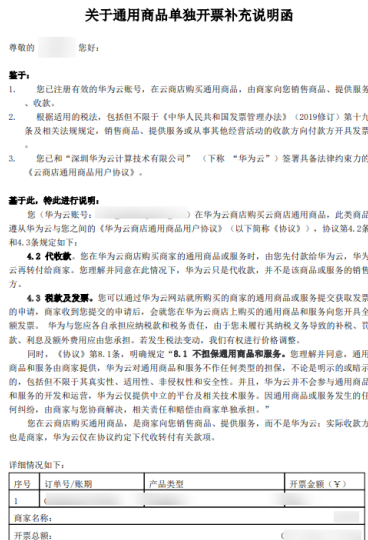 关于通用商品单独开票补充说明函
尊敬的 您好:
鉴于:
1. 您已注册有效的华为云账号，在云商店购买通用商品，由商家向您销售商品、提供服务
、收款。
2. 根据适用的税法，包括但不限于《中华人民共和国发票管理办法》（2019修订）第十九
条及相关法规规定，销售商品、提供服务或从事其他经营活动的收款方向付款方开具发票
。
3. 您已和“深圳华为云计算技术有限公司” （下称 “华为云”）签署具备法律约束力的
《云商店通用商品用户协议》。
鉴于此，特此进行说明:
您（华为云账号: ）在华为云商店购买云商店通用商品，此类商品
遵从华为云与您之间的《华为云商店通用商品用户协议》（以下简称《协议》），协议第4.2条
和4.3条规定如下:
4.2 代收款。您在华为云商店购买商家的通用商品或服务时，由您先付款给华为云，华为
云再转付给商家。您理解并同意在此情况下，华为云只是代收款，并不是该商品或服务的销售
方。
4.3 税款及发票。您可以通过华为云网站就所购买的商家的通用商品或服务提交获取发票
的申请，商家收到您提交的申请后，会就您在华为云商店上购买的通用商品和服务向您开具全
额发票。 华为与您应各自承担应纳税款和税务责任，由于您未履行其纳税义务导致的补税、罚
款、利息及额外费用应由您承担。若发生税法变动，我们有权进行价格调整。
同时，《协议》第8.1条，明确规定“8.1 不担保通用商品和服务。您理解并同意，通用
商品和服务由商家提供，华为云对通用商品和服务不作任何类型的担保，不论是明示的或暗示
的，包括但不限于其真实性、适用性、非侵权性和安全性。并且，华为云并不会参与通用商品
和服务的开发和运营，华为云仅提供中立的平台及相关技术服务。因通用商品或服务发生的任
何纠纷，由商家与您协商解决，相关责任和赔偿由商家单独承担。”
您在云商店购买通用商品，是商家向您销售商品、提供服务，而不是华为云；实际收款方
也是商家，华为云仅在协议约定下代收转付有关款项。
详细情况如下:
序号 订单号/账期 产品类型 开票金额（￥）
1
商家名称:
开票总额: